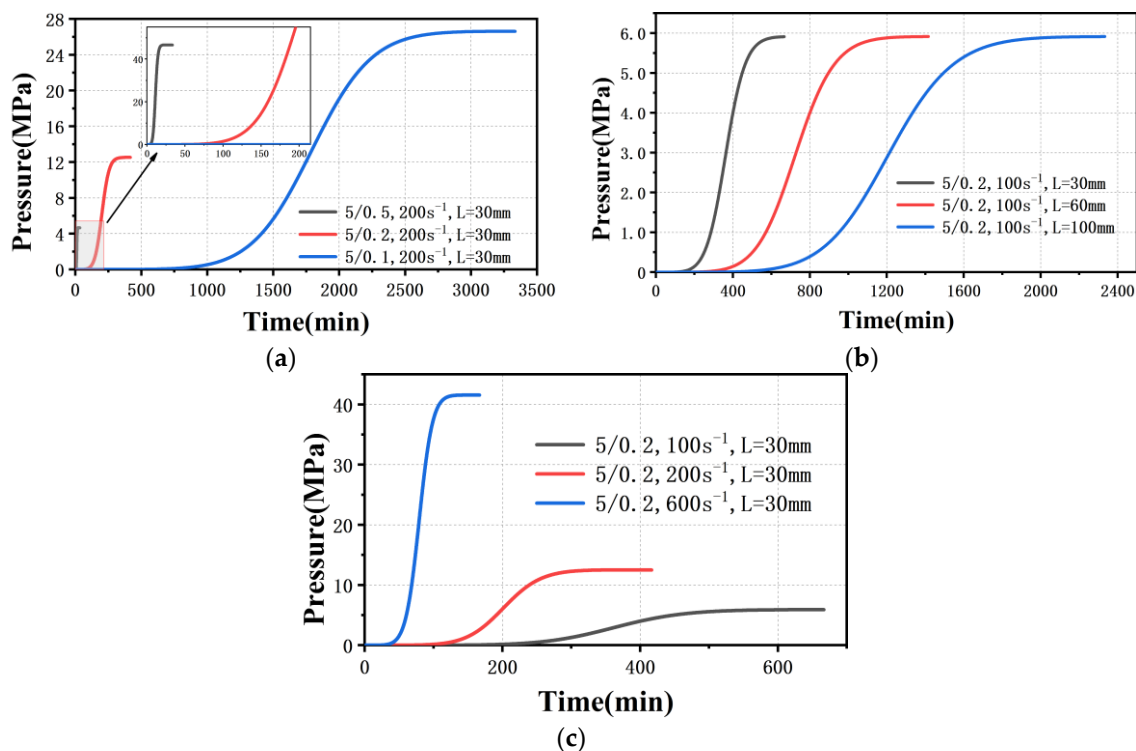 28
24
20
16
12
8
4
0
Pressure(MPa)
40
20
0
0 50 100 150 200
5/0.5,200s⁻¹,L=30mm
5/0.2,200s⁻¹,L=30mm
5/0.1,200s⁻¹,L=30mm
0 500 1000 1500 2000 2500 3000 3500
Time(min)
(a)
6.0
5.0
4.0
3.0
2.0
1.0
0.0
Pressure(MPa)
5/0.2,100s⁻¹,L=30mm
5/0.2,100s⁻¹,L=60mm
5/0.2,100s⁻¹,L=100mm
0 400 800 1200 1600 2000 2400
Time(min)
(b)
40
30
20
10
0
Pressure(MPa)
5/0.2,100s⁻¹,L=30mm
5/0.2,200s⁻¹,L=30mm
5/0.2,600s⁻¹,L=30mm
0 200 400 600
Time(min)
(c)